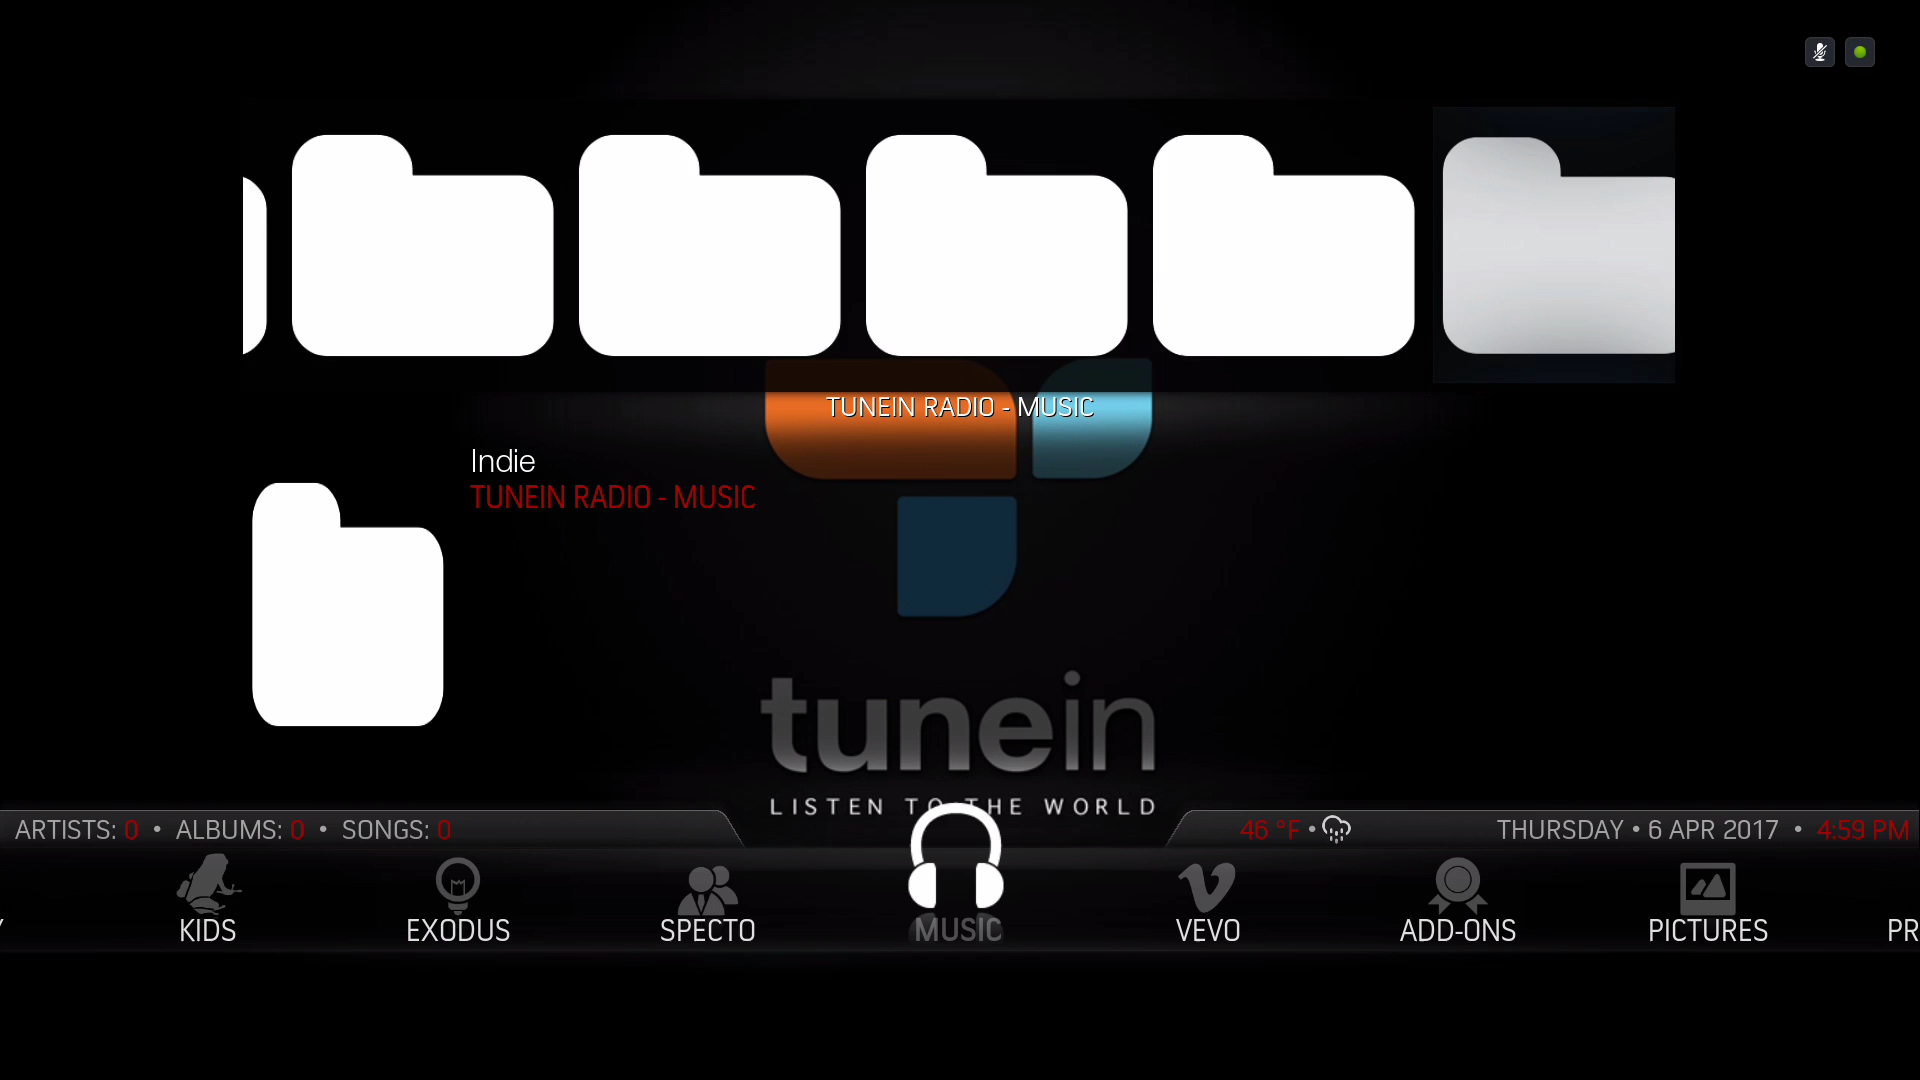 TUNEIN RADIO - MUSIC
Indie
TUNEIN RADIO - MUSIC
tunein
LISTEN TO THE WORLD
ARTISTS: 0 • ALBUMS: 0 • SONGS: 0
46 °F •
THURSDAY • 6 APR 2017 • 4:59 PM
KIDS
EXODUS
SPECTO
MUSIC
VEVO
ADD-ONS
PICTURES
PR